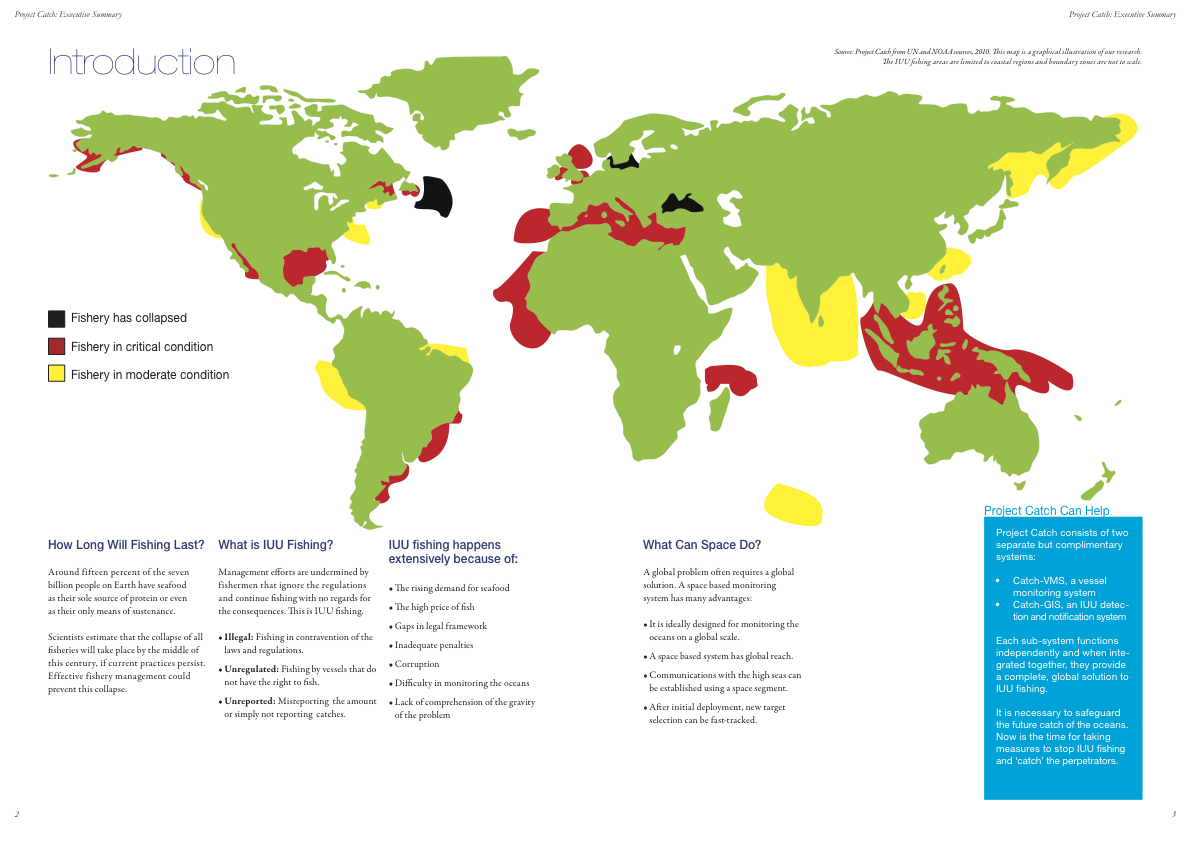 Project Catch: Executive Summary
Project Catch: Executive Summary
Introduction
Source: Project Catch from UN and NOAA sources, 2010. This map is a graphical illustration of our research.
The IUU fishing areas are limited to coastal regions and boundary zones are not to scale.
Fishery has collapsed
Fishery in critical condition
Fishery in moderate condition
How Long Will Fishing Last?
Around fifteen percent of the seven
billion people on Earth have seafood
as their sole source of protein or even
as their only means of sustenance.
Scientists estimate that the collapse of all
fisheries will take place by the middle of
this century, if current practices persist.
Effective fishery management could
prevent this collapse.
What is IUU Fishing?
Management efforts are undermined by
fishermen that ignore the regulations
and continue fishing with no regards for
the consequences. This is IUU fishing.
• Illegal: Fishing in contravention of the
laws and regulations.
• Unregulated: Fishing by vessels that do
not have the right to fish.
• Unreported: Misreporting the amount
or simply not reporting catches.
IUU fishing happens
extensively because of:
• The rising demand for seafood
• The high price of fish
• Gaps in legal framework
• Inadequate penalties
• Corruption
• Difficulty in monitoring the oceans
• Lack of comprehension of the gravity
of the problem
What Can Space Do?
A global problem often requires a global
solution. A space based monitoring
system has many advantages:
• It is ideally designed for monitoring the
oceans on a global scale.
• A space based system has global reach.
• Communications with the high seas can
be established using a space segment.
• After initial deployment, new target
selection can be fast-tracked.
Project Catch Can Help
Project Catch consists of two
separate but complimentary
systems:
• Catch-VMS, a vessel
monitoring system
• Catch-GIS, an IUU detec-
tion and notification system
Each sub-system functions
independently and when inte-
grated together, they provide
a complete, global solution to
IUU fishing.
It is necessary to safeguard
the future catch of the oceans.
Now is the time for taking
measures to stop IUU fishing
and ‘catch’ the perpetrators.
2
3